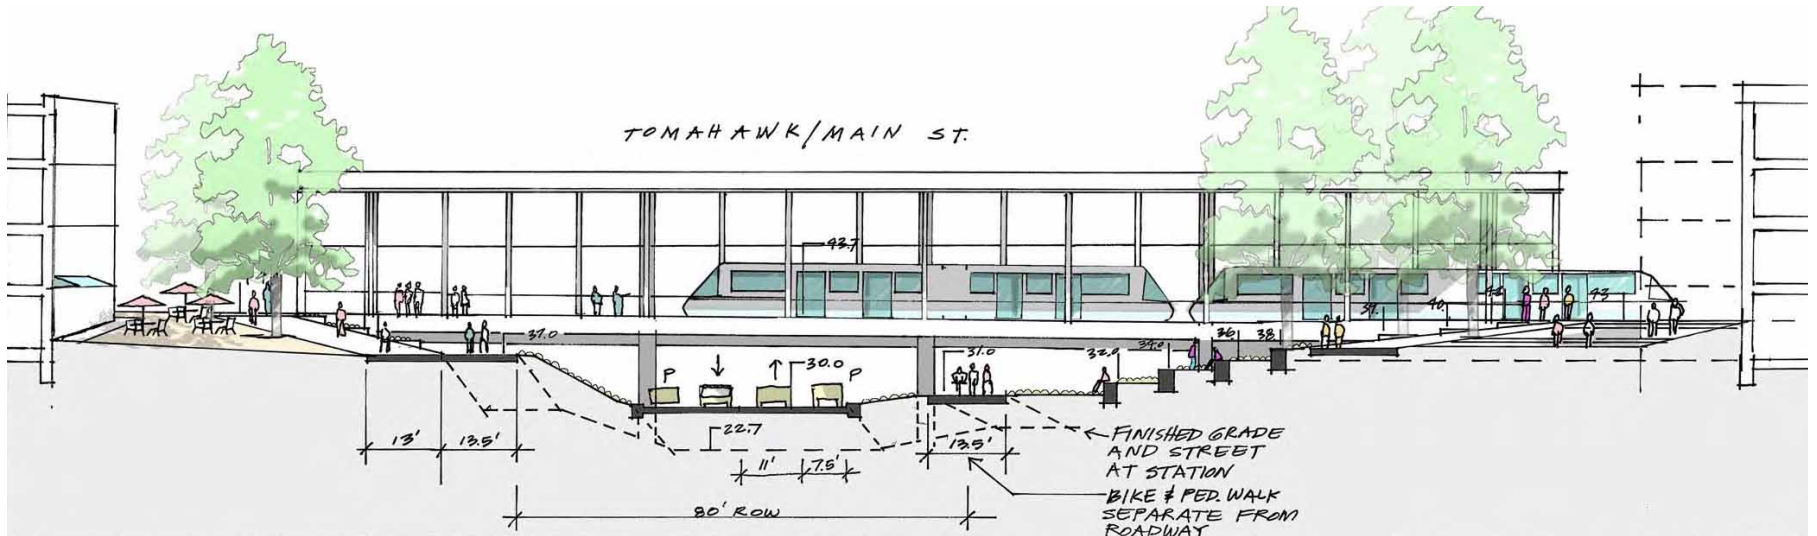 TOMAHAWK/MAIN ST.
43.7
37.0
P ↓ ↑ 30.0 P
31.0
32.0
34.0
36
38.
39.
40.
43
22.7
13' 13.5'
11' 7.5'
13.5'
80' ROW
FINISHED GRADE
AND STREET
AT STATION
BIKE & PED. WALK
SEPARATE FROM
ROADWAY